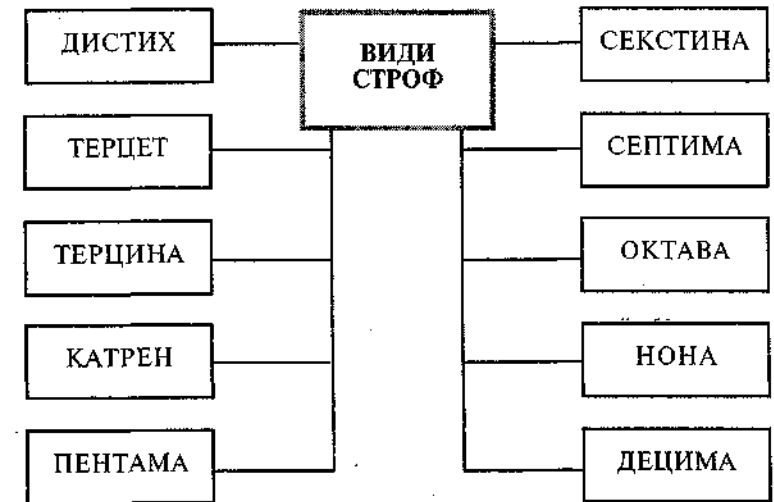 ДИСТИХ
ВИДИ
СТРОФ
СЕКСТИНА
ТЕРЦЕТ
СЕПТИМА
ТЕРЦИНА
ОКТАВА
КАТРЕН
НОНА
ПЕНТАМА
ДЕЦИМА